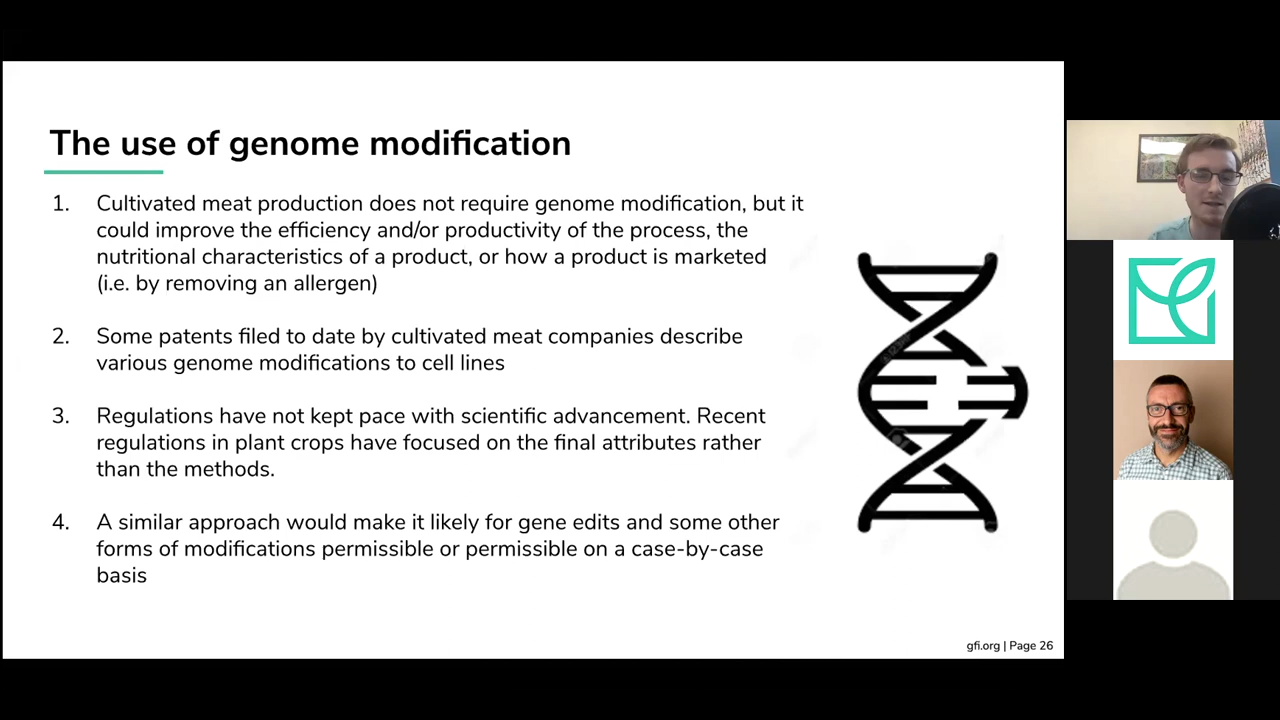 The use of genome modification
1. Cultivated meat production does not require genome modification, but it
could improve the efficiency and/or productivity of the process, the
nutritional characteristics of a product, or how a product is marketed
(i.e. by removing an allergen)
2. Some patents filed to date by cultivated meat companies describe
various genome modifications to cell lines
3. Regulations have not kept pace with scientific advancement. Recent
regulations in plant crops have focused on the final attributes rather
than the methods.
4. A similar approach would make it likely for gene edits and some other
forms of modifications permissible or permissible on a case-by-case
basis
gfi.org | Page 26